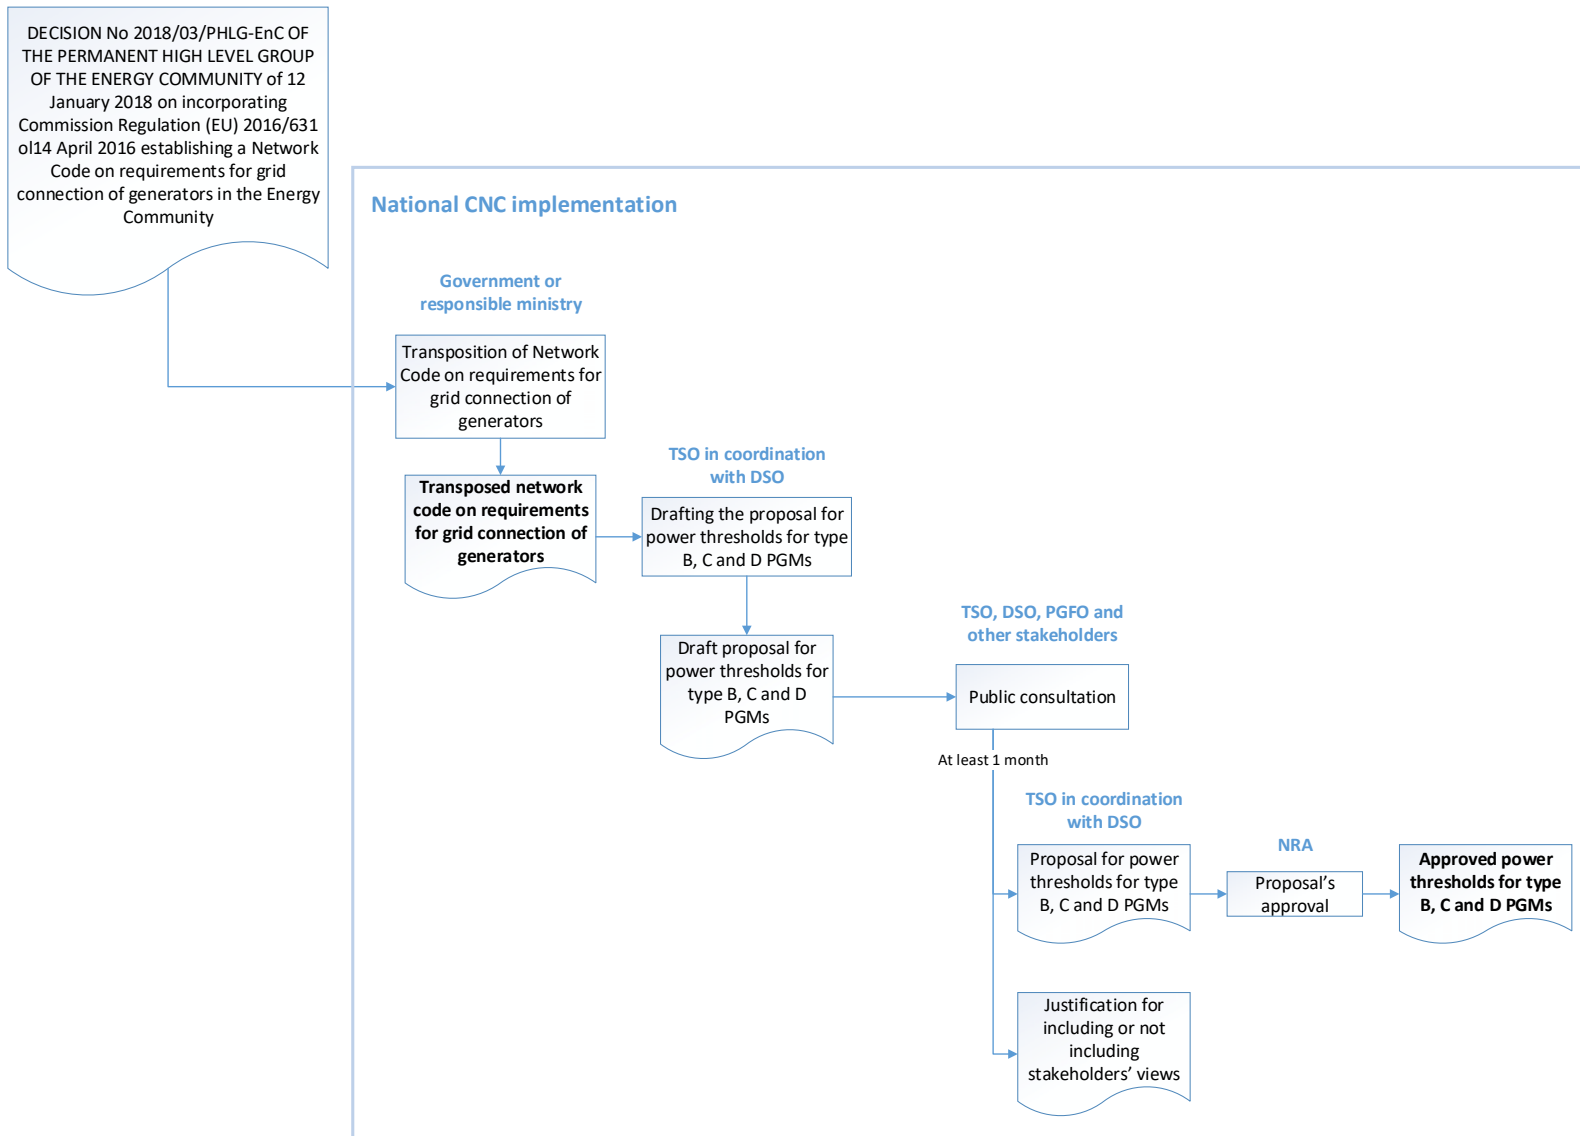 DECISION No 2018/03/PHLG-EnC OF
THE PERMANENT HIGH LEVEL GROUP
OF THE ENERGY COMMUNITY of 12
January 2018 on incorporating
Commission Regulation (EU) 2016/631
ol14 April 2016 establishing a Network
Code on requirements for grid
connection of generators in the Energy
Community
National CNC implementation
Government or
responsible ministry
Transposition of Network
Code on requirements for
grid connection of
generators
Transposed network
code on requirements
for grid connection of
generators
TSO in coordination
with DSO
Drafting the proposal for
power thresholds for type
B, C and D PGMs
Draft proposal for
power thresholds for
type B, C and D
PGMs
TSO, DSO, PGFO and
other stakeholders
Public consultation
At least 1 month
TSO in coordination
with DSO
Proposal for power
thresholds for type
B, C and D PGMs
NRA
Proposal’s
approval
Approved power
thresholds for type
B, C and D PGMs
Justification for
including or not
including
stakeholders’ views